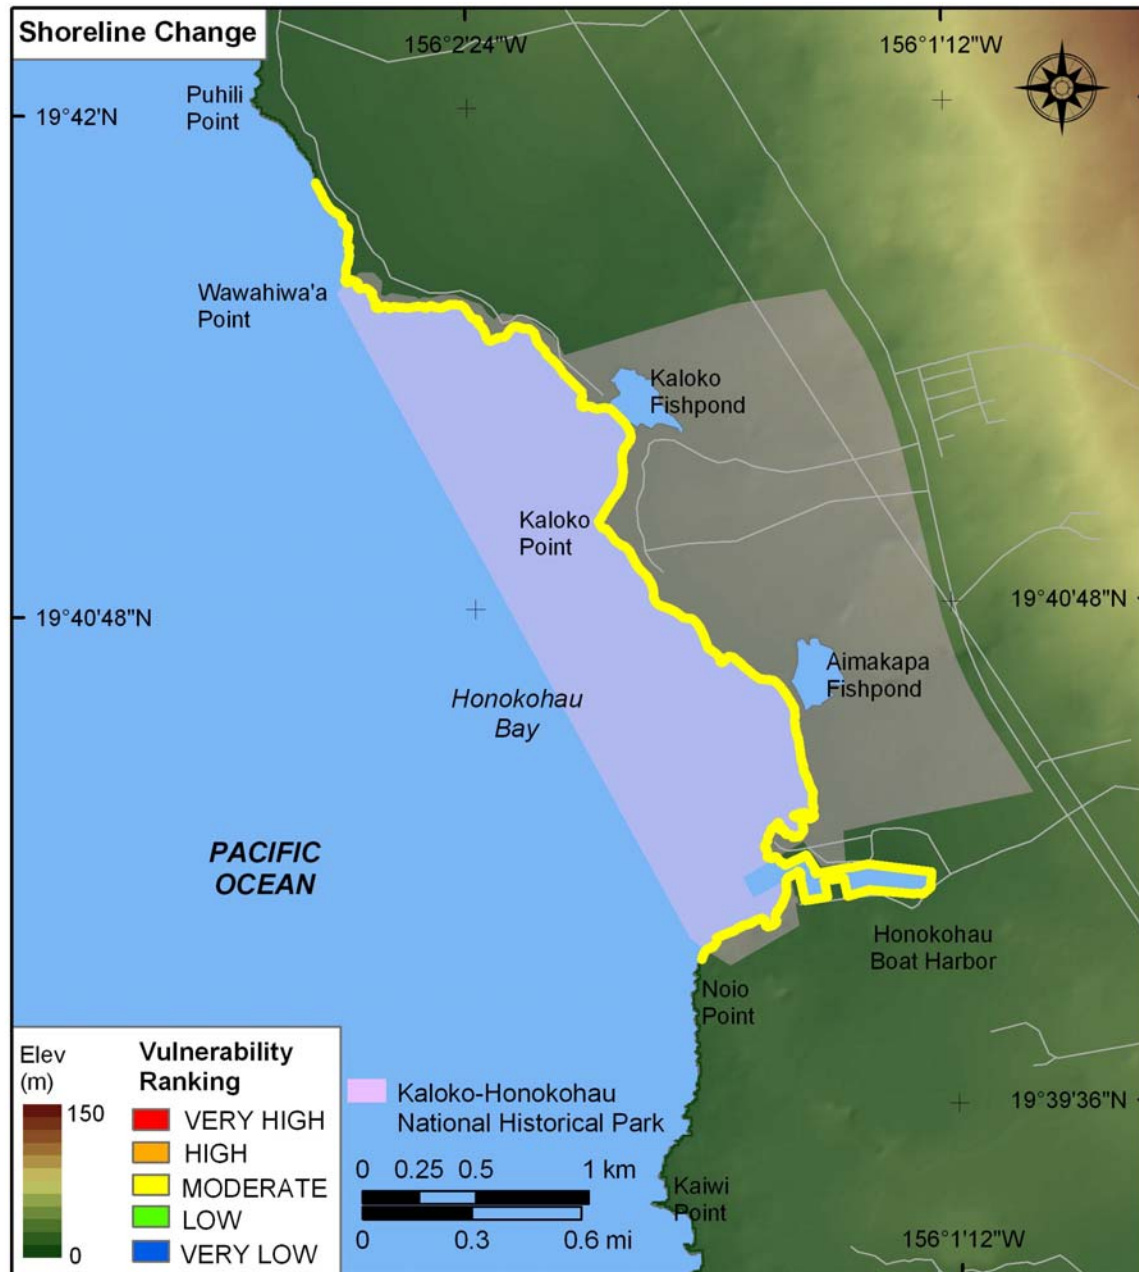 Shoreline Change
156°2'24"W
156°1'12"W
Puhili
Point
19°42'N
Wawahiwa'a
Point
Kaloko
Fishpond
Kaloko
Point
19°40'48"N
19°40'48"N
Aimakapa
Fishpond
Honokohau
Bay
PACIFIC
OCEAN
Honokohau
Boat Harbor
Noio
Point
Elev
(m)
150
0
Vulnerability
Ranking
VERY HIGH
HIGH
MODERATE
LOW
VERY LOW
Kaloko-Honokohau
National Historical Park
0 0.25 0.5 1 km
0 0.3 0.6 mi
19°39'36"N
Kaiwi
Point
156°1'12"W